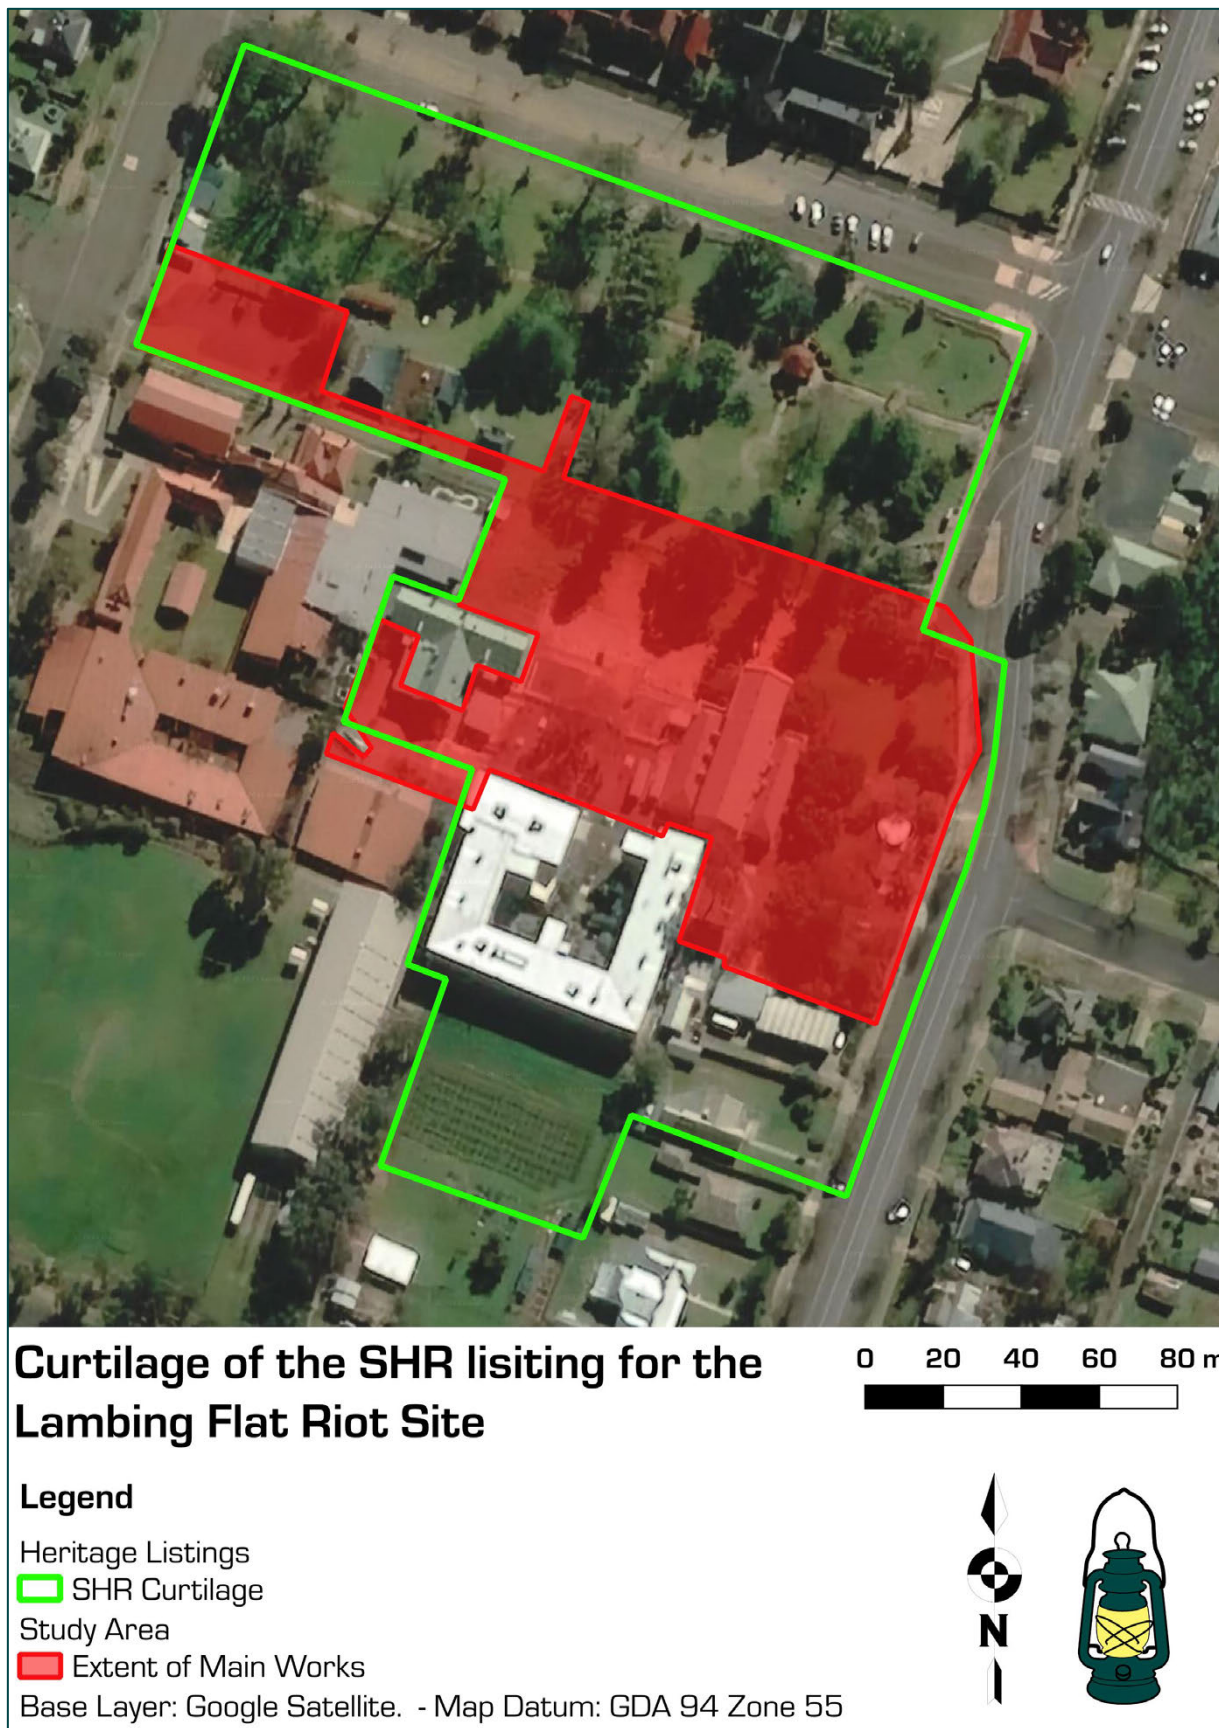 Curtilage of the SHR lisiting for the
Lambing Flat Riot Site
0 20 40 60 80 m
Legend
Heritage Listings
SHR Curtilage
Study Area
Extent of Main Works
Base Layer: Google Satellite. - Map Datum: GDA 94 Zone 55
N